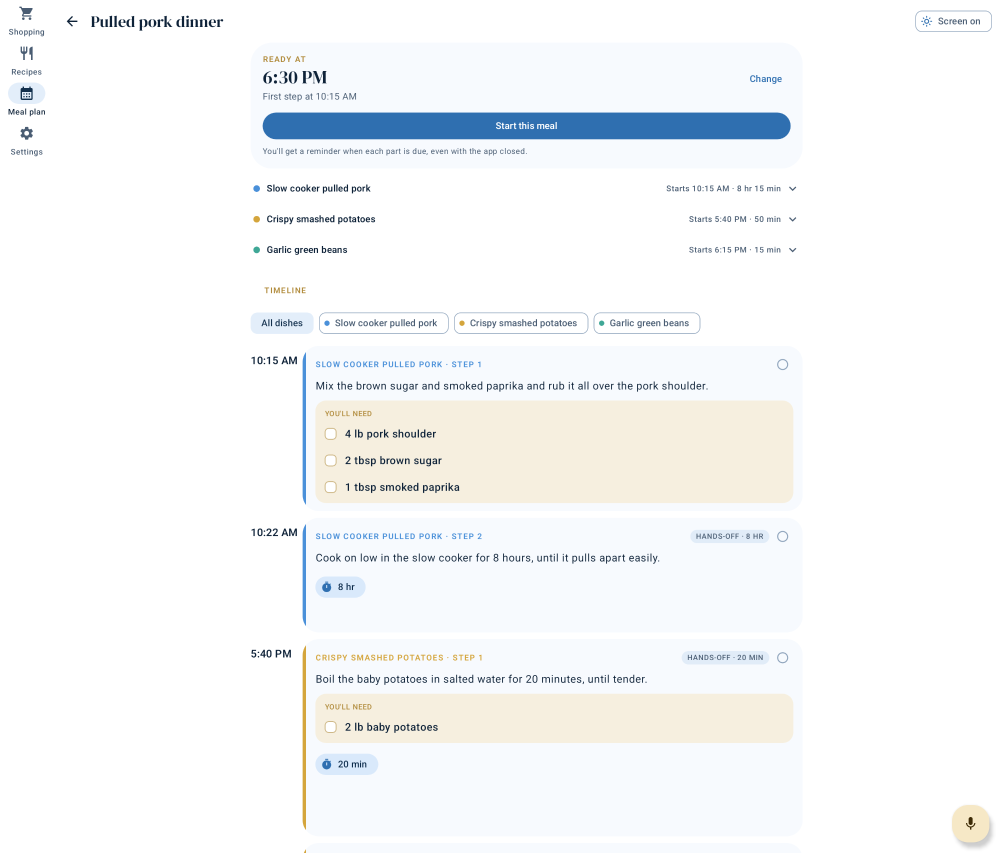 Shopping
Recipes
Meal plan
Settings
Pulled pork dinner
Screen on
READY AT
6:30 PM
Change
First step at 10:15 AM
Start this meal
You'll get a reminder when each part is due, even with the app closed.
Slow cooker pulled pork
Starts 10:15 AM · 8 hr 15 min
Crispy smashed potatoes
Starts 5:40 PM · 50 min
Garlic green beans
Starts 6:15 PM · 15 min
TIMELINE
All dishes
Slow cooker pulled pork
Crispy smashed potatoes
Garlic green beans
10:15 AM
SLOW COOKER PULLED PORK · STEP 1
Mix the brown sugar and smoked paprika and rub it all over the pork shoulder.
YOU'LL NEED
4 lb pork shoulder
2 tbsp brown sugar
1 tbsp smoked paprika
10:22 AM
SLOW COOKER PULLED PORK · STEP 2
HANDS-OFF · 8 HR
Cook on low in the slow cooker for 8 hours, until it pulls apart easily.
8 hr
5:40 PM
CRISPY SMASHED POTATOES · STEP 1
HANDS-OFF · 20 MIN
Boil the baby potatoes in salted water for 20 minutes, until tender.
YOU'LL NEED
2 lb baby potatoes
20 min